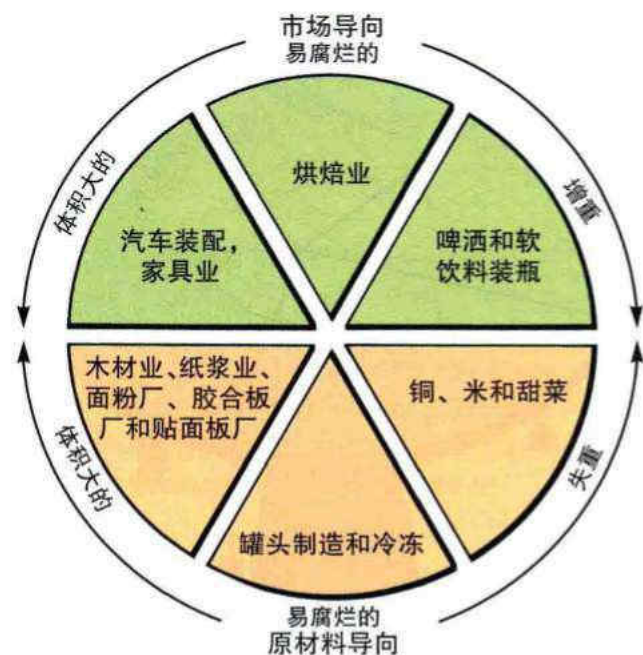 市场导向
易腐烂的
体积大的
增重
烘焙业
汽车装配，
家具业
啤洒和软
饮料装瓶
木材业、纸浆业、
面粉厂、胶合板
厂和贴面板厂
铜、米和甜菜
体积大的
失重
罐头制造和冷冻
易腐烂的
原材料导向